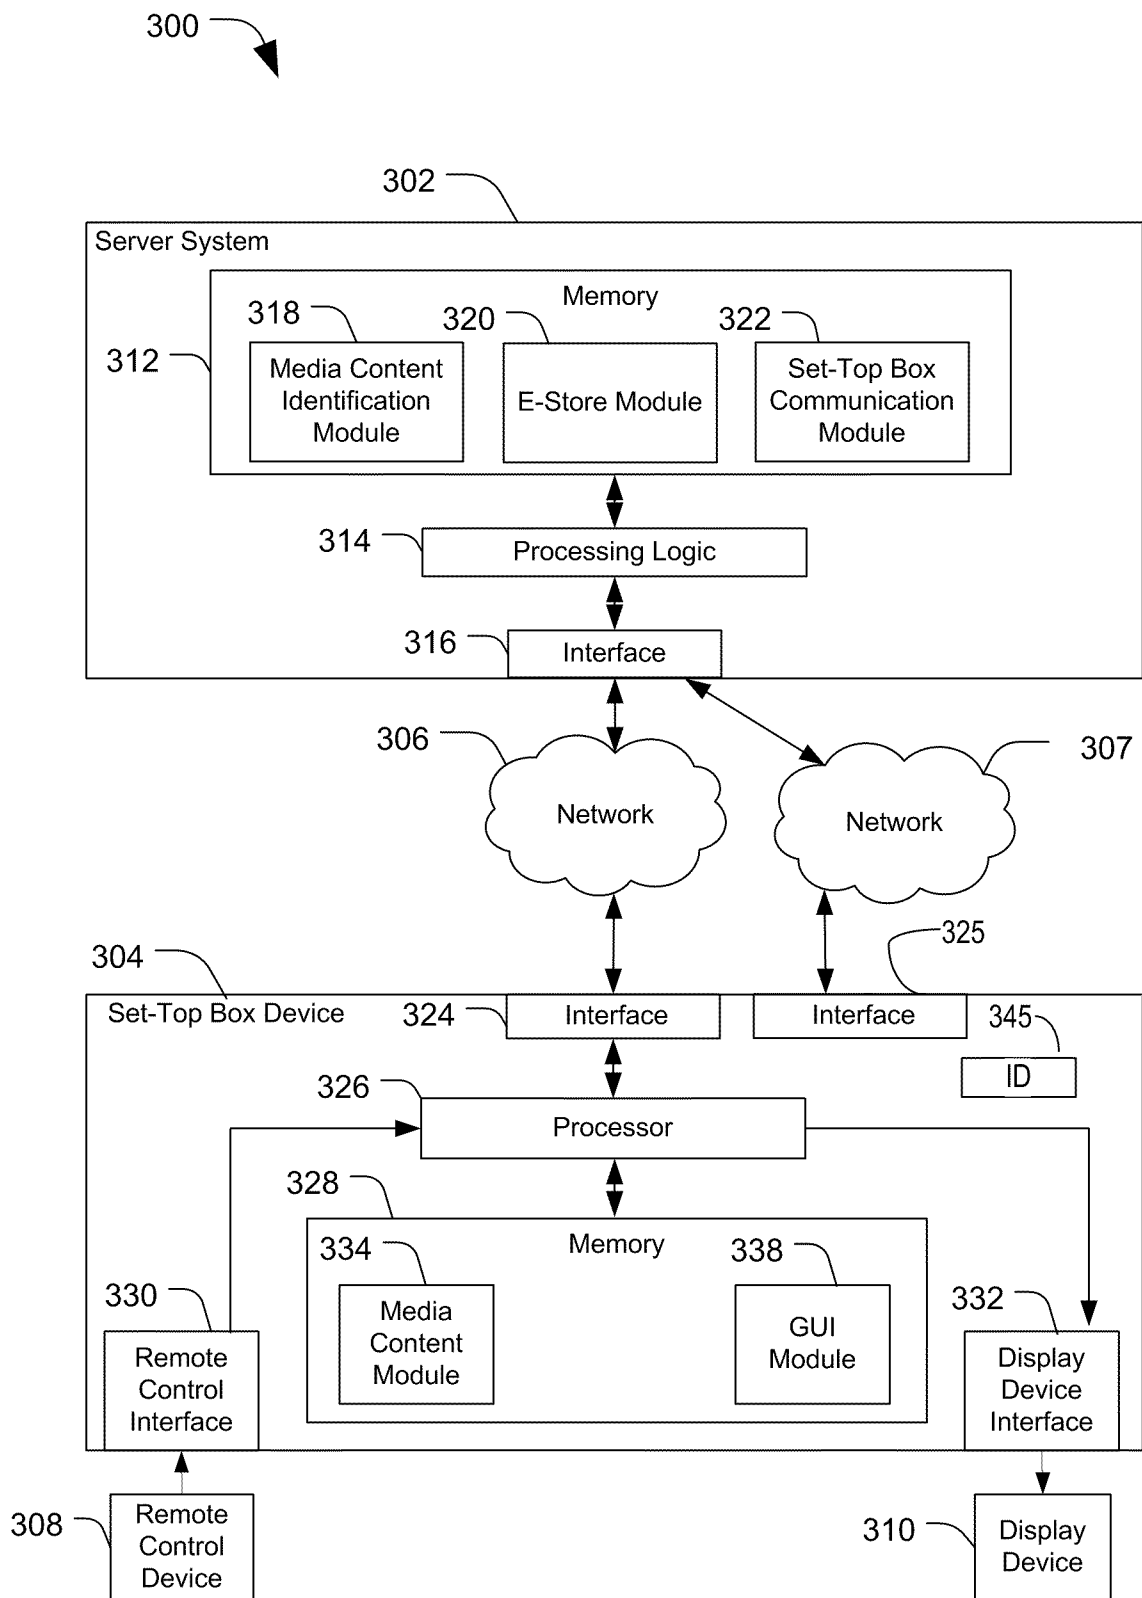 300
302
Server System
Memory
318
320
322
312
Media Content
Identification
Module
E-Store Module
Set-Top Box
Communication
Module
314
Processing Logic
316
Interface
306
307
Network
Network
325
304
Set-Top Box Device
324
Interface
Interface
345
ID
326
Processor
328
Memory
334
338
330
332
Media
Content
Module
GUI
Module
Remote
Control
Interface
Display
Device
Interface
308
Remote
Control
Device
310
Display
Device